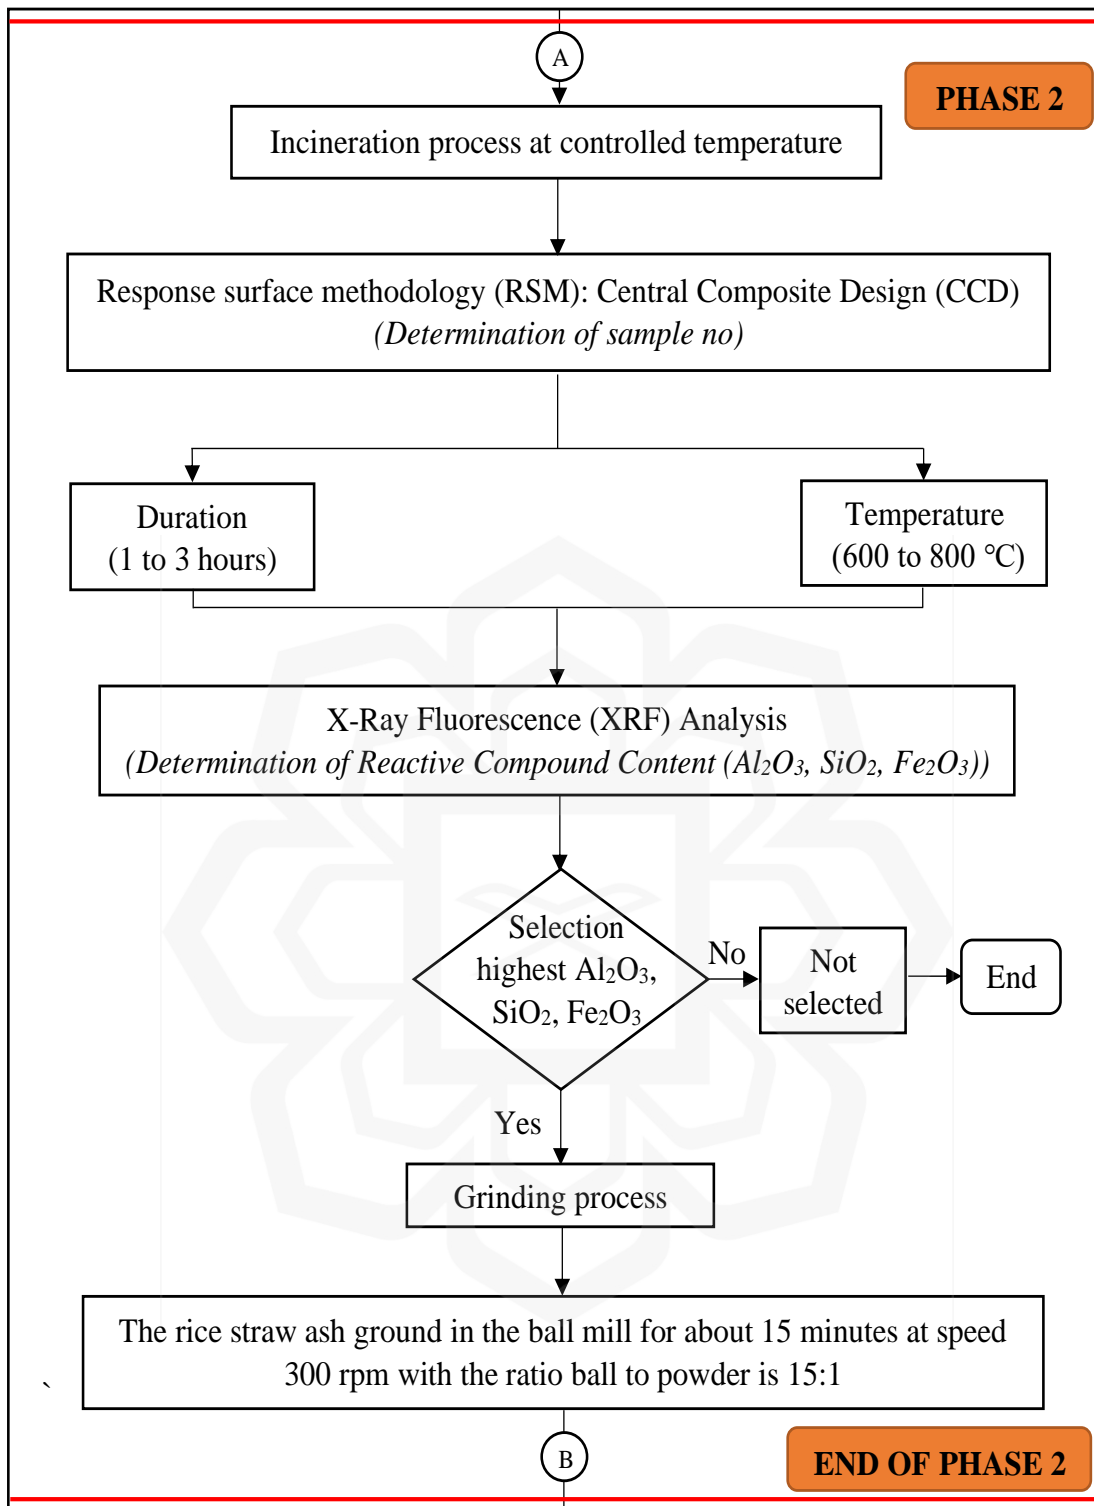 A
PHASE 2
Incineration process at controlled temperature
Response surface methodology (RSM): Central Composite Design (CCD)
(Determination of sample no)
Duration
(1 to 3 hours)
Temperature
(600 to 800 ℃)
X-Ray Fluorescence (XRF) Analysis
(Determination of Reactive Compound Content (Al₂O₃, SiO₂, Fe₂O₃))
Selection
highest Al₂O₃,
SiO₂, Fe₂O₃
No
Not
selected
End
Yes
Grinding process
The rice straw ash ground in the ball mill for about 15 minutes at speed
300 rpm with the ratio ball to powder is 15:1
`
B
END OF PHASE 2